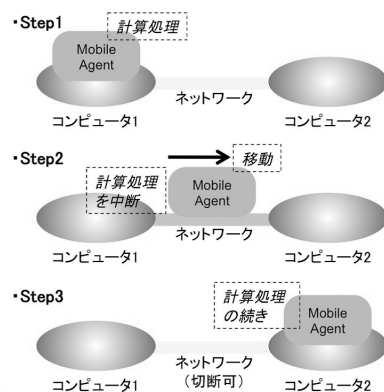 ・Step1
計算処理
Mobile
Agent
ネットワーク
コンピュータ1
コンピュータ2
・Step2
移動
計算処理
を中断
Mobile
Agent
ネットワーク
コンピュータ1
コンピュータ2
・Step3
計算処理
の続き
Mobile
Agent
ネットワーク
(切断可)
コンピュータ1
コンピュータ2